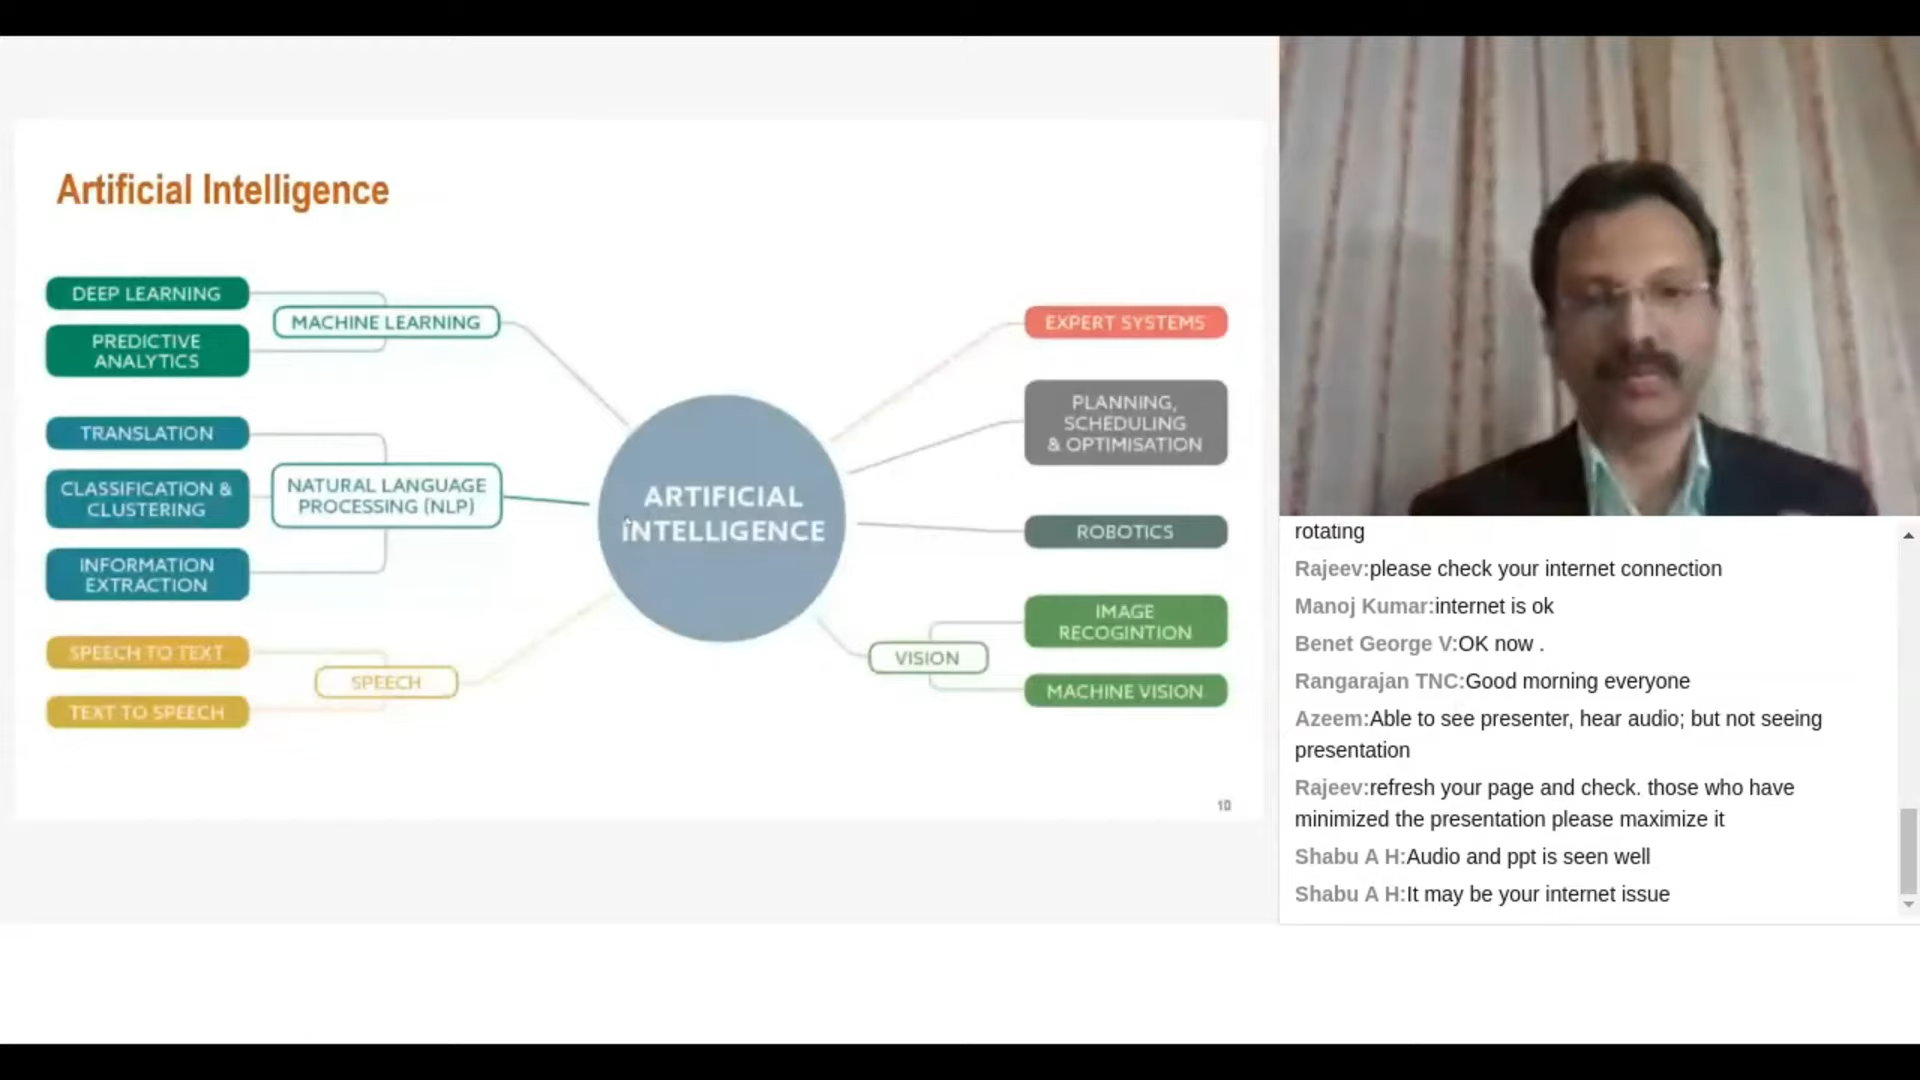 Artificial Intelligence
DEEP LEARNING
PREDICTIVE
ANALYTICS
MACHINE LEARNING
TRANSLATION
CLASSIFICATION &
CLUSTERING
INFORMATION
EXTRACTION
NATURAL LANGUAGE
PROCESSING (NLP)
SPEECH TO TEXT
TEXT TO SPEECH
SPEECH
ARTIFICIAL
INTELLIGENCE
EXPERT SYSTEMS
PLANNING,
SCHEDULING
& OPTIMISATION
ROBOTICS
IMAGE
RECOGINTION
VISION
MACHINE VISION
10
rotating
Rajeev:please check your internet connection
Manoj Kumar:internet is ok
Benet George V:OK now .
Rangarajan TNC:Good morning everyone
Azeem:Able to see presenter, hear audio; but not seeing
presentation
Rajeev:refresh your page and check. those who have
minimized the presentation please maximize it
Shabu A H:Audio and ppt is seen well
Shabu A H:It may be your internet issue